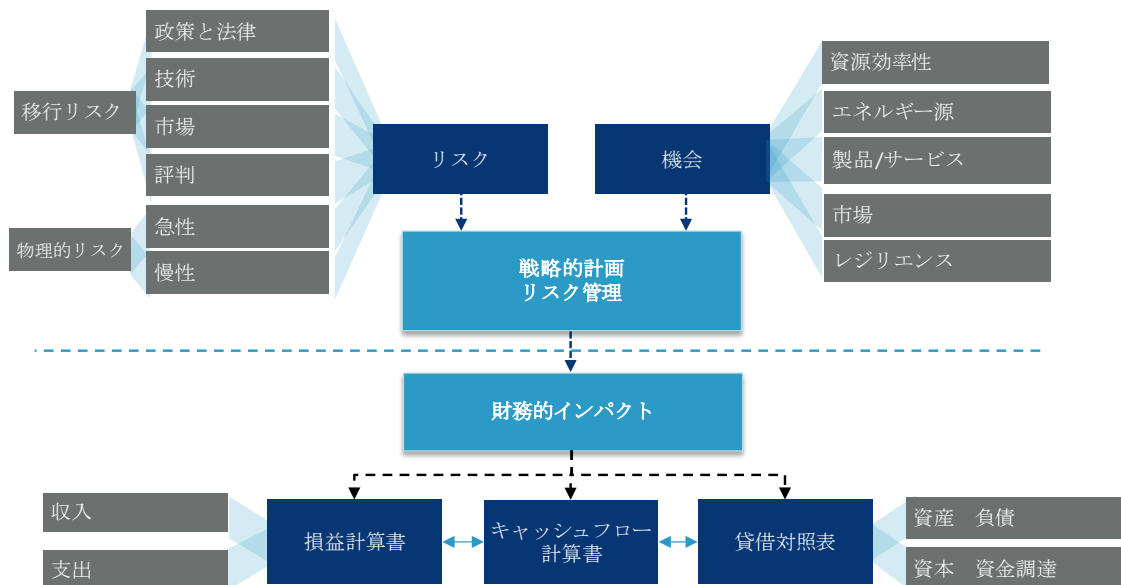 政策と法律
技術
移行リスク
市場
評判
急性
物理的リスク
慢性
リスク
機会
資源効率性
エネルギー源
製品/サービス
市場
レジリエンス
戦略的計画
リスク管理
財務的インパクト
収入
支出
損益計算書
キャッシュフロー
計算書
貸借対照表
資産　負債
資本　資金調達